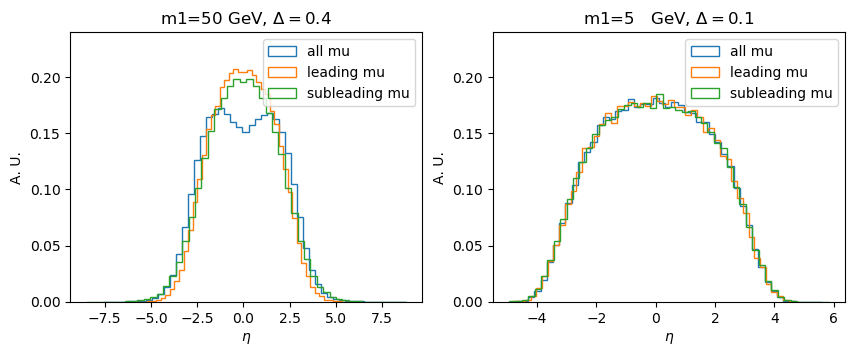 m1=50 GeV, Δ = 0.4
all mu
leading mu
subleading mu
A. U.
0.20
0.15
0.10
0.05
0.00
−7.5 −5.0 −2.5 0.0 2.5 5.0 7.5
η
m1=5 GeV, Δ = 0.1
all mu
leading mu
subleading mu
A. U.
0.20
0.15
0.10
0.05
0.00
−4 −2 0 2 4 6
η